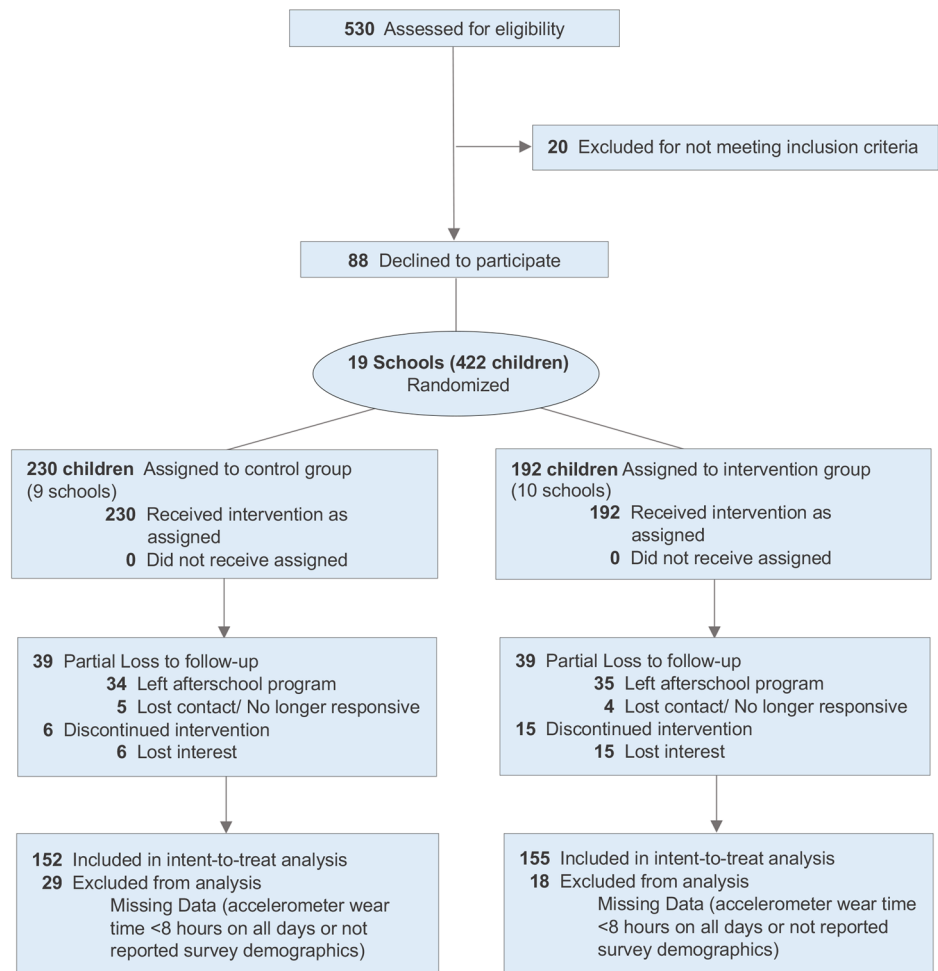 530 Assessed for eligibility
20 Excluded for not meeting inclusion criteria
88 Declined to participate
19 Schools (422 children)
Randomized
230 children Assigned to control group
(9 schools)
230 Received intervention as
assigned
0 Did not receive assigned
192 children Assigned to intervention group
(10 schools)
192 Received intervention as
assigned
0 Did not receive assigned
39 Partial Loss to follow-up
34 Left afterschool program
5 Lost contact/ No longer responsive
6 Discontinued intervention
6 Lost interest
39 Partial Loss to follow-up
35 Left afterschool program
4 Lost contact/ No longer responsive
15 Discontinued intervention
15 Lost interest
152 Included in intent-to-treat analysis
29 Excluded from analysis
Missing Data (accelerometer wear
time <8 hours on all days or not
reported survey demographics)
155 Included in intent-to-treat analysis
18 Excluded from analysis
Missing Data (accelerometer wear time
<8 hours on all days or not reported
survey demographics)